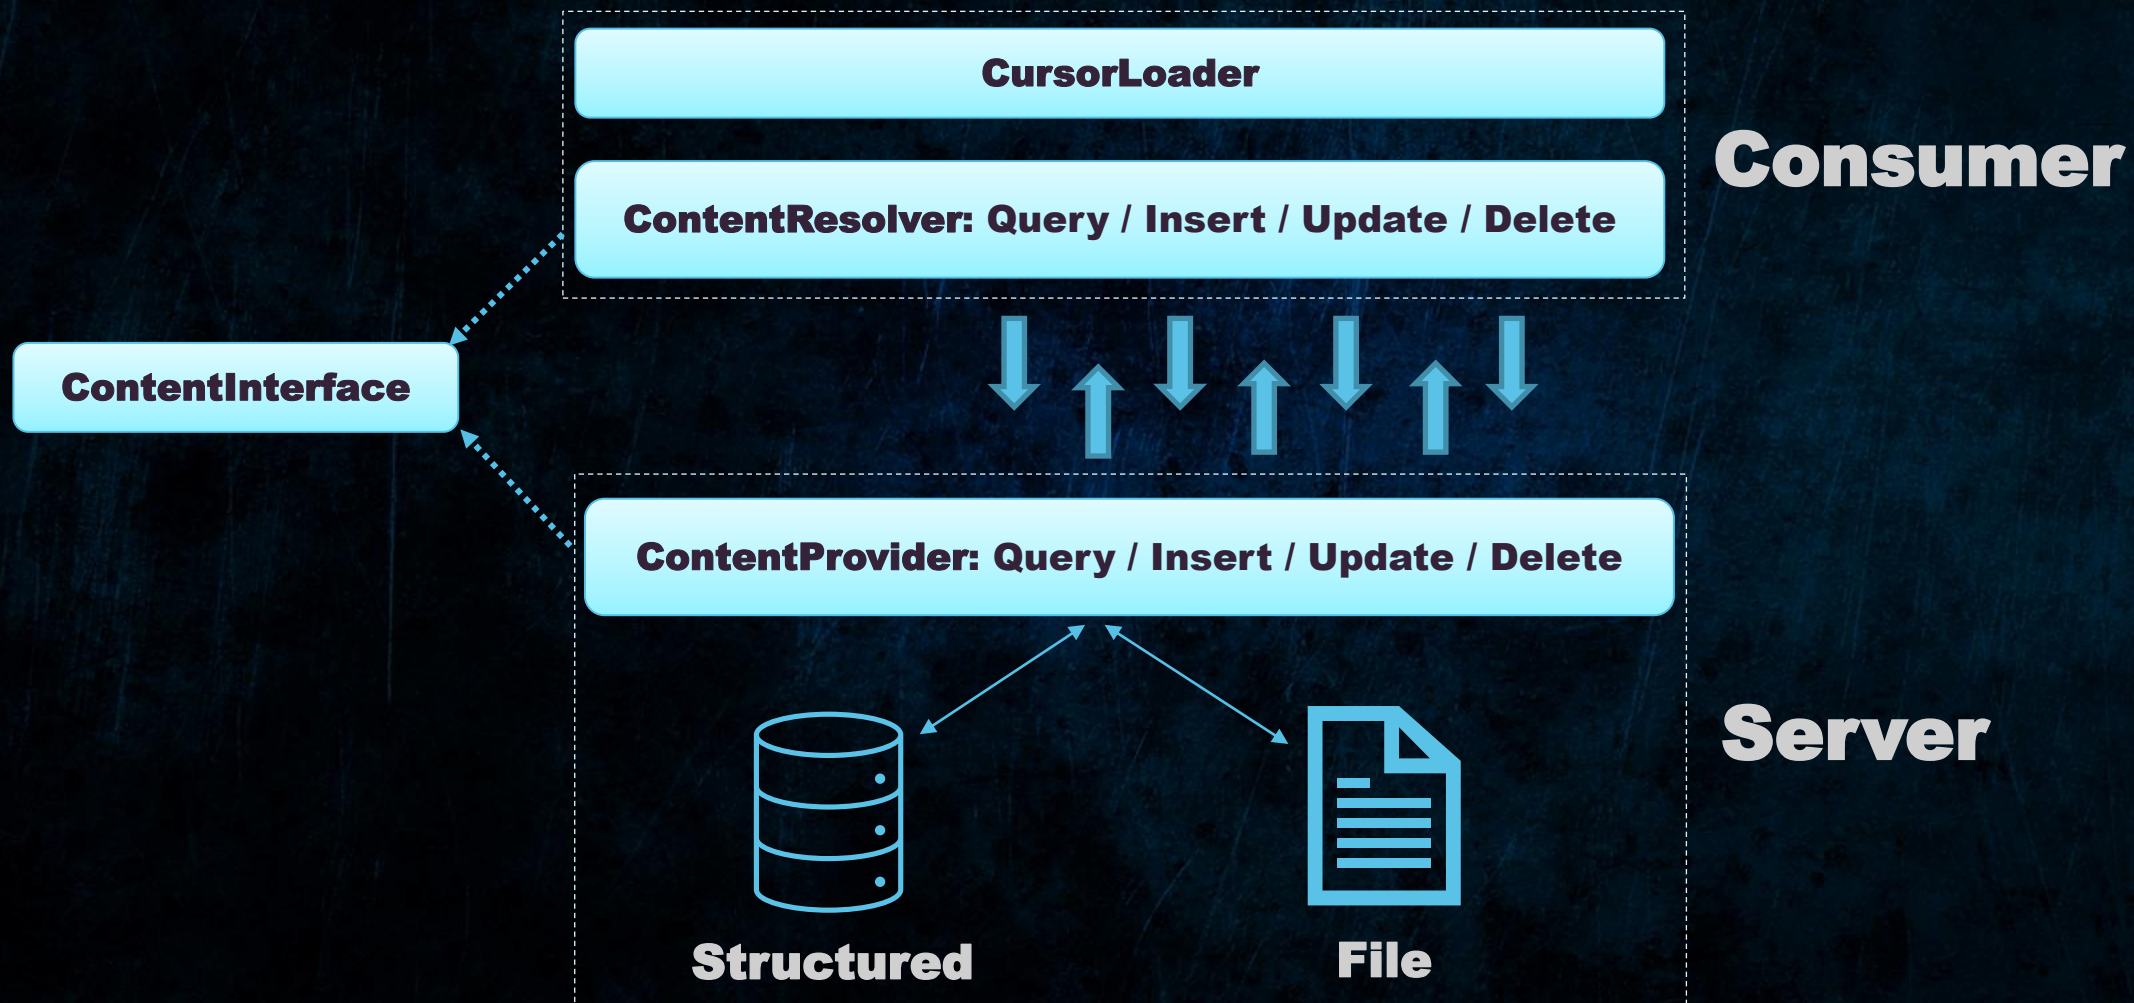 CursorLoader
Consumer
ContentResolver: Query / Insert / Update / Delete
ContentInterface
ContentProvider: Query / Insert / Update / Delete
Server
Structured
File